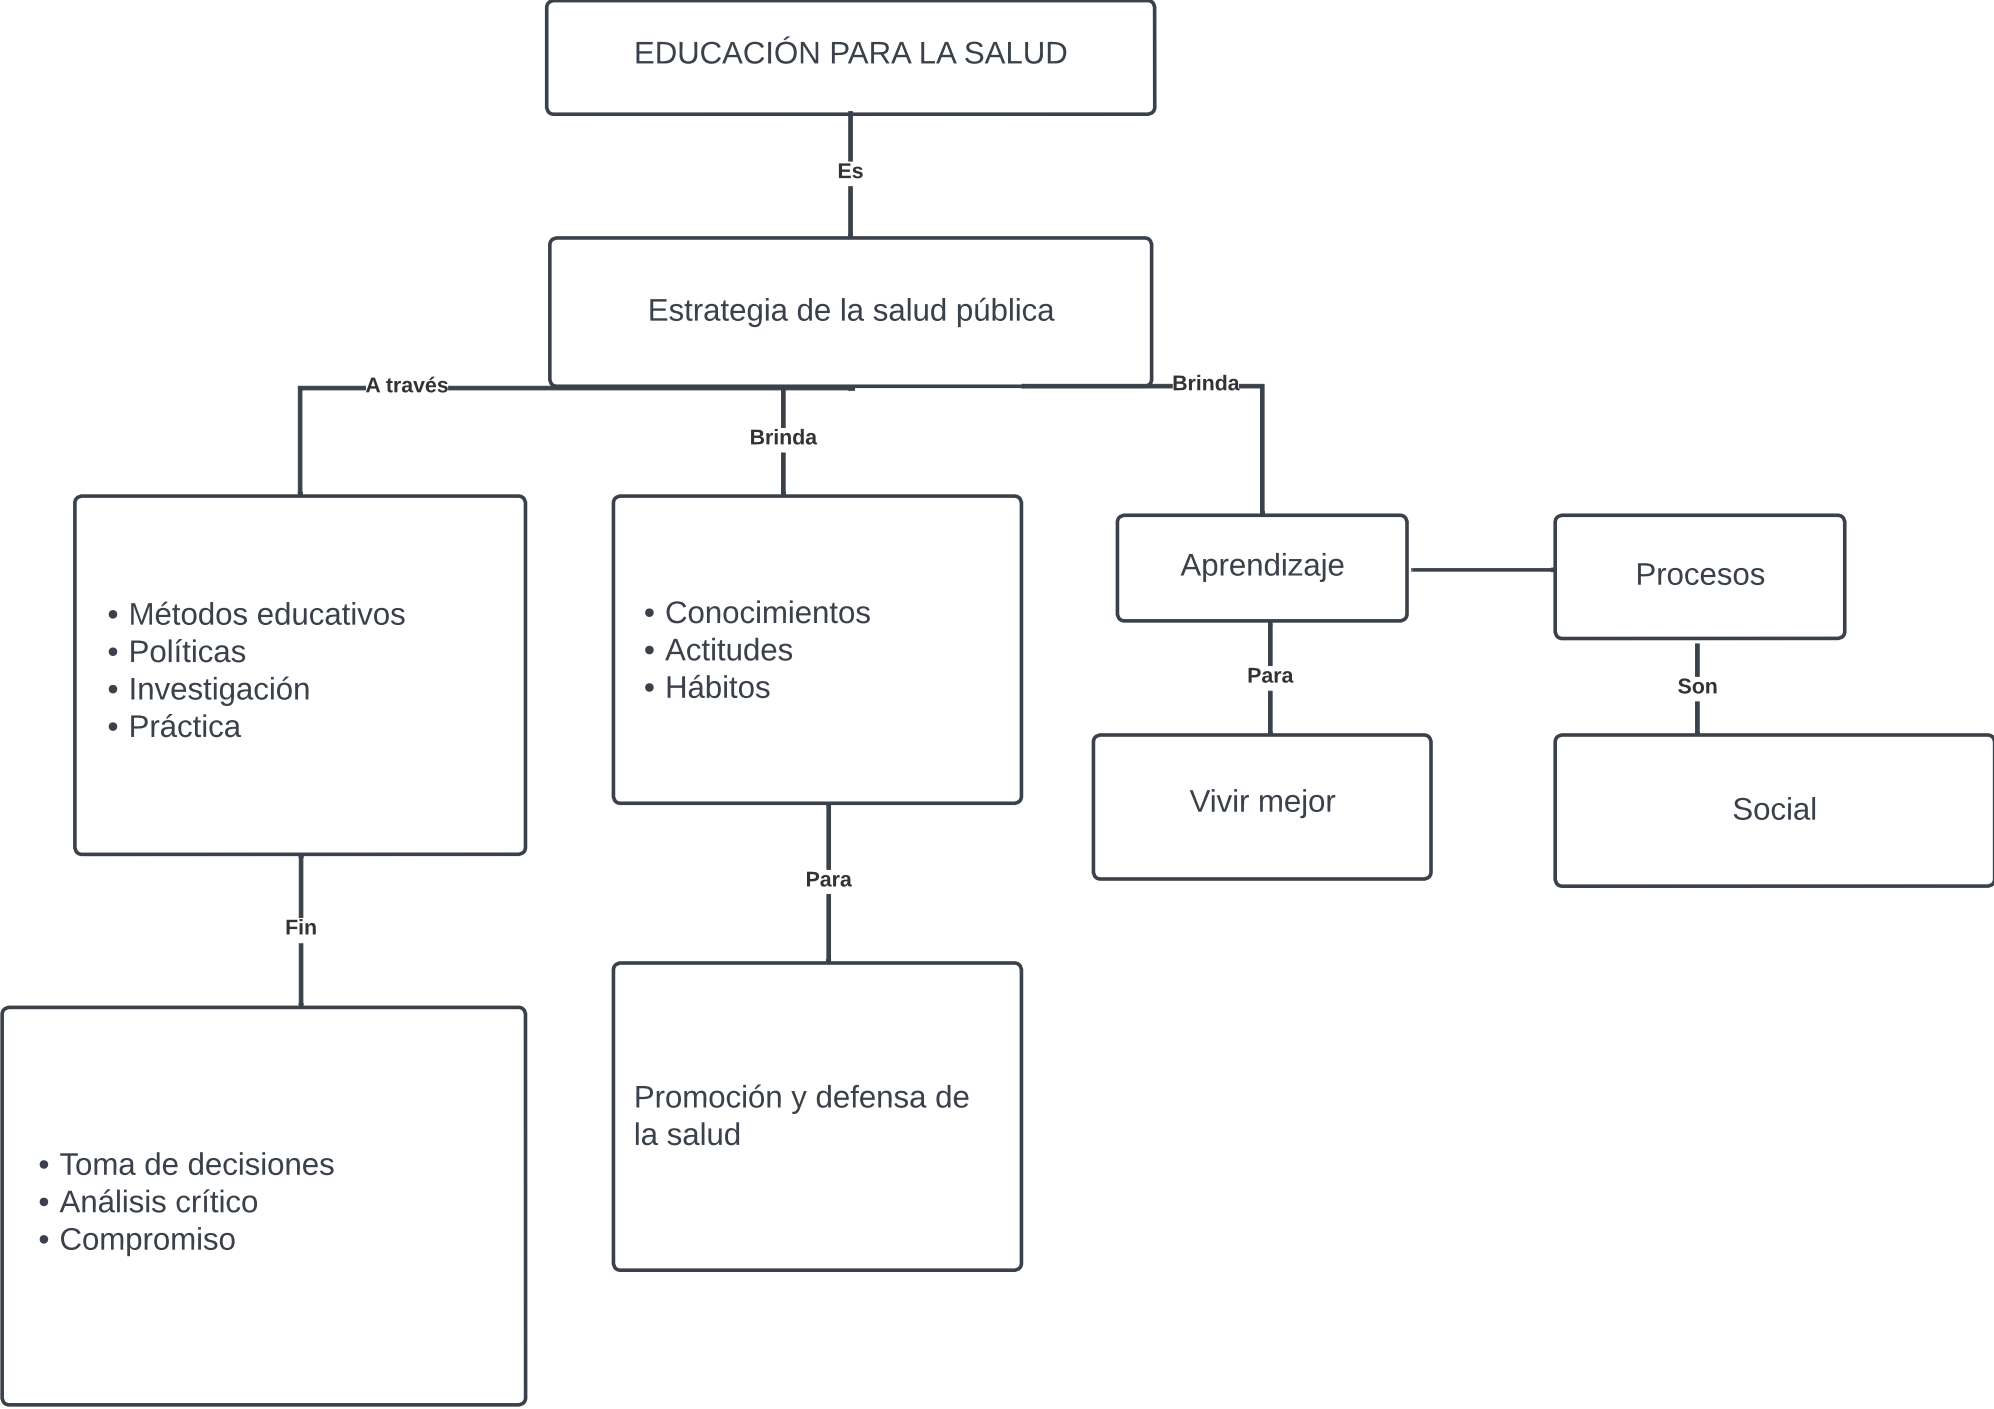 EDUCACIÓN PARA LA SALUD
Es
Estrategia de la salud pública
A través
Brinda
Brinda
• Métodos educativos
• Políticas
• Investigación
• Práctica
• Conocimientos
• Actitudes
• Hábitos
Aprendizaje
Procesos
Para
Son
Vivir mejor
Social
Fin
Para
• Toma de decisiones
• Análisis crítico
• Compromiso
Promoción y defensa de
la salud